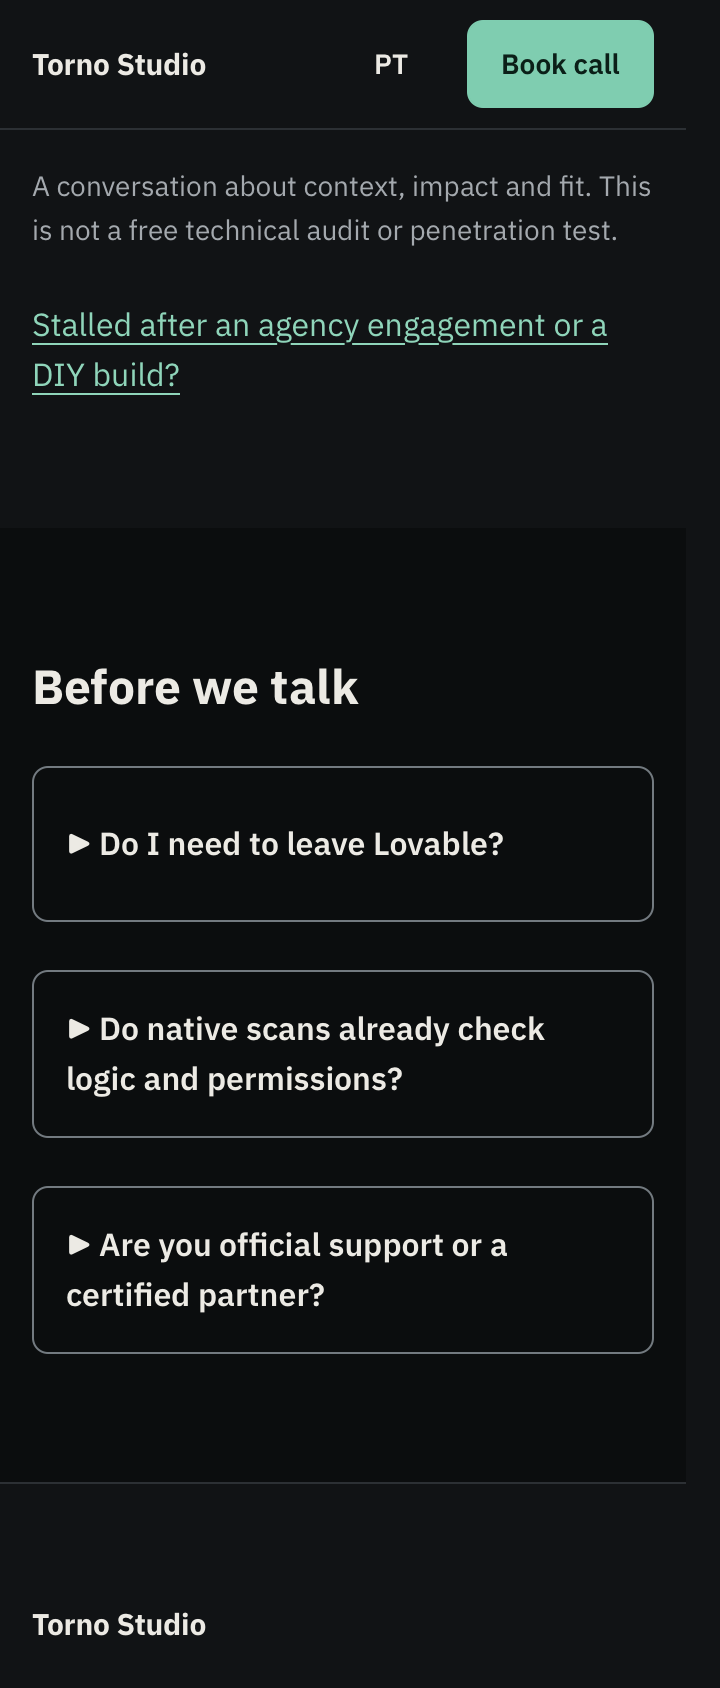 Torno Studio
PT
Book call
A conversation about context, impact and fit. This
is not a free technical audit or penetration test.
Stalled after an agency engagement or a
DIY build?
Before we talk
Do I need to leave Lovable?
Do native scans already check
logic and permissions?
Are you official support or a
certified partner?
Torno Studio